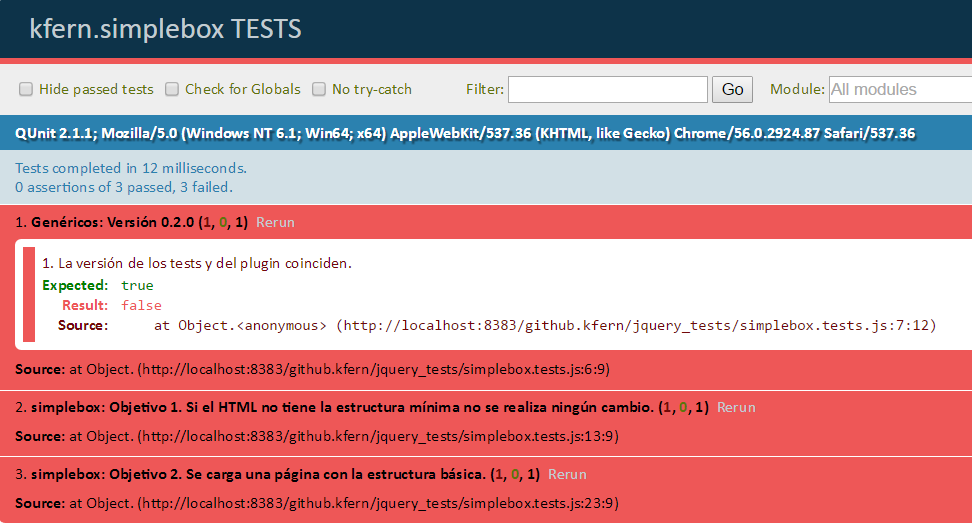 kfern.simplebox TESTS
Hide passed tests Check for Globals No try-catch Filter: Go Module: All modules
QUnit 2.1.1; Mozilla/5.0 (Windows NT 6.1; Win64; x64) AppleWebKit/537.36 (KHTML, like Gecko) Chrome/56.0.2924.87 Safari/537.36
Tests completed in 12 milliseconds.
0 assertions of 3 passed, 3 failed.
1. Genéricos: Versión 0.2.0 (1, 0, 1) Rerun
1. La versión de los tests y del plugin coinciden.
Expected: true
Result: false
Source: at Object.<anonymous> (http://localhost:8383/github.kfern/jquery_tests/simplebox.tests.js:7:12)
Source: at Object. (http://localhost:8383/github.kfern/jquery_tests/simplebox.tests.js:6:9)
2. simplebox: Objetivo 1. Si el HTML no tiene la estructura mínima no se realiza ningún cambio. (1, 0, 1) Rerun
Source: at Object. (http://localhost:8383/github.kfern/jquery_tests/simplebox.tests.js:13:9)
3. simplebox: Objetivo 2. Se carga una página con la estructura básica. (1, 0, 1) Rerun
Source: at Object. (http://localhost:8383/github.kfern/jquery_tests/simplebox.tests.js:23:9)